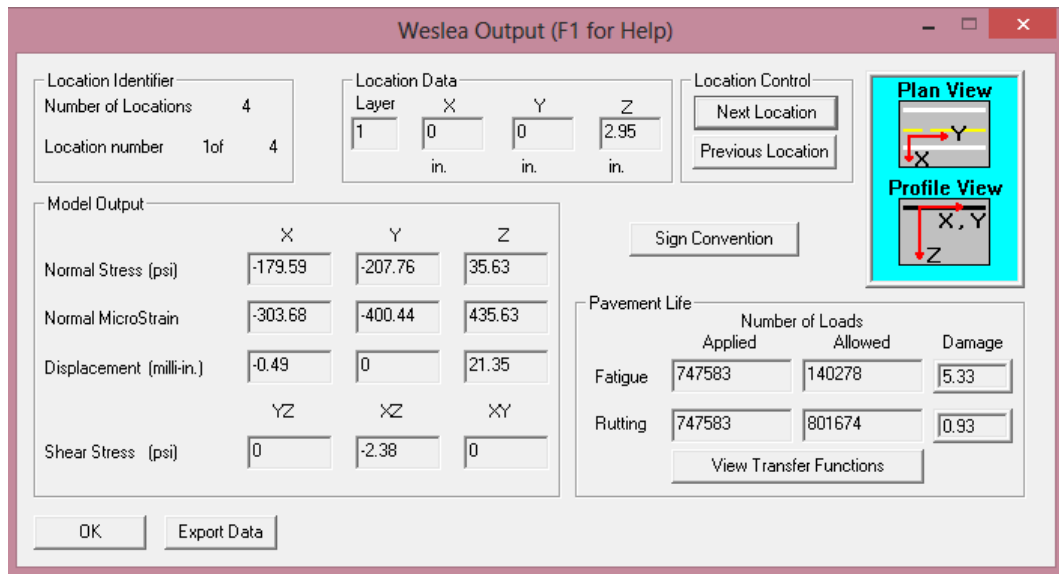 Weslea Output (F1 for Help)
Location Identifier
Number of Locations 4
Location number 1of 4
Location Data
Layer X Y Z
1 0 0 2.95
in. in. in.
Location Control
Next Location
Previous Location
Plan View
Y
X
Profile View
X, Y
Z
Model Output
X Y Z
Normal Stress (psi) -179.59 -207.76 35.63
Normal MicroStrain -303.68 -400.44 435.63
Displacement (milli-in.) -0.49 0 21.35
YZ XZ XY
Shear Stress (psi) 0 -2.38 0
Sign Convention
Pavement Life
Number of Loads
Applied Allowed Damage
Fatigue 747583 140278 5.33
Rutting 747583 801674 0.93
View Transfer Functions
OK
Export Data